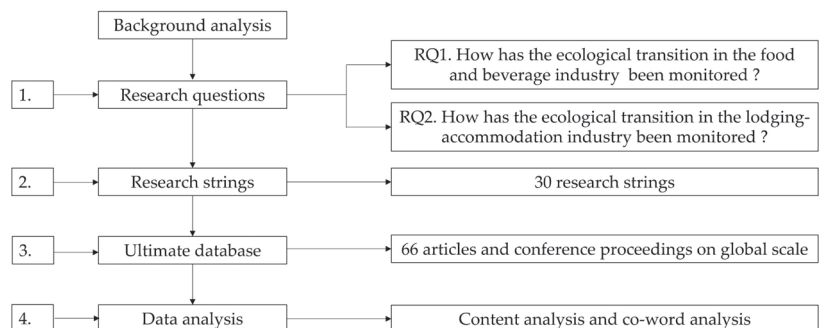 Background analysis
1.
Research questions
RQ1. How has the ecological transition in the food
and beverage industry been monitored ?
RQ2. How has the ecological transition in the lodging-
accommodation industry been monitored ?
2.
Research strings
30 research strings
3.
Ultimate database
66 articles and conference proceedings on global scale
4.
Data analysis
Content analysis and co-word analysis